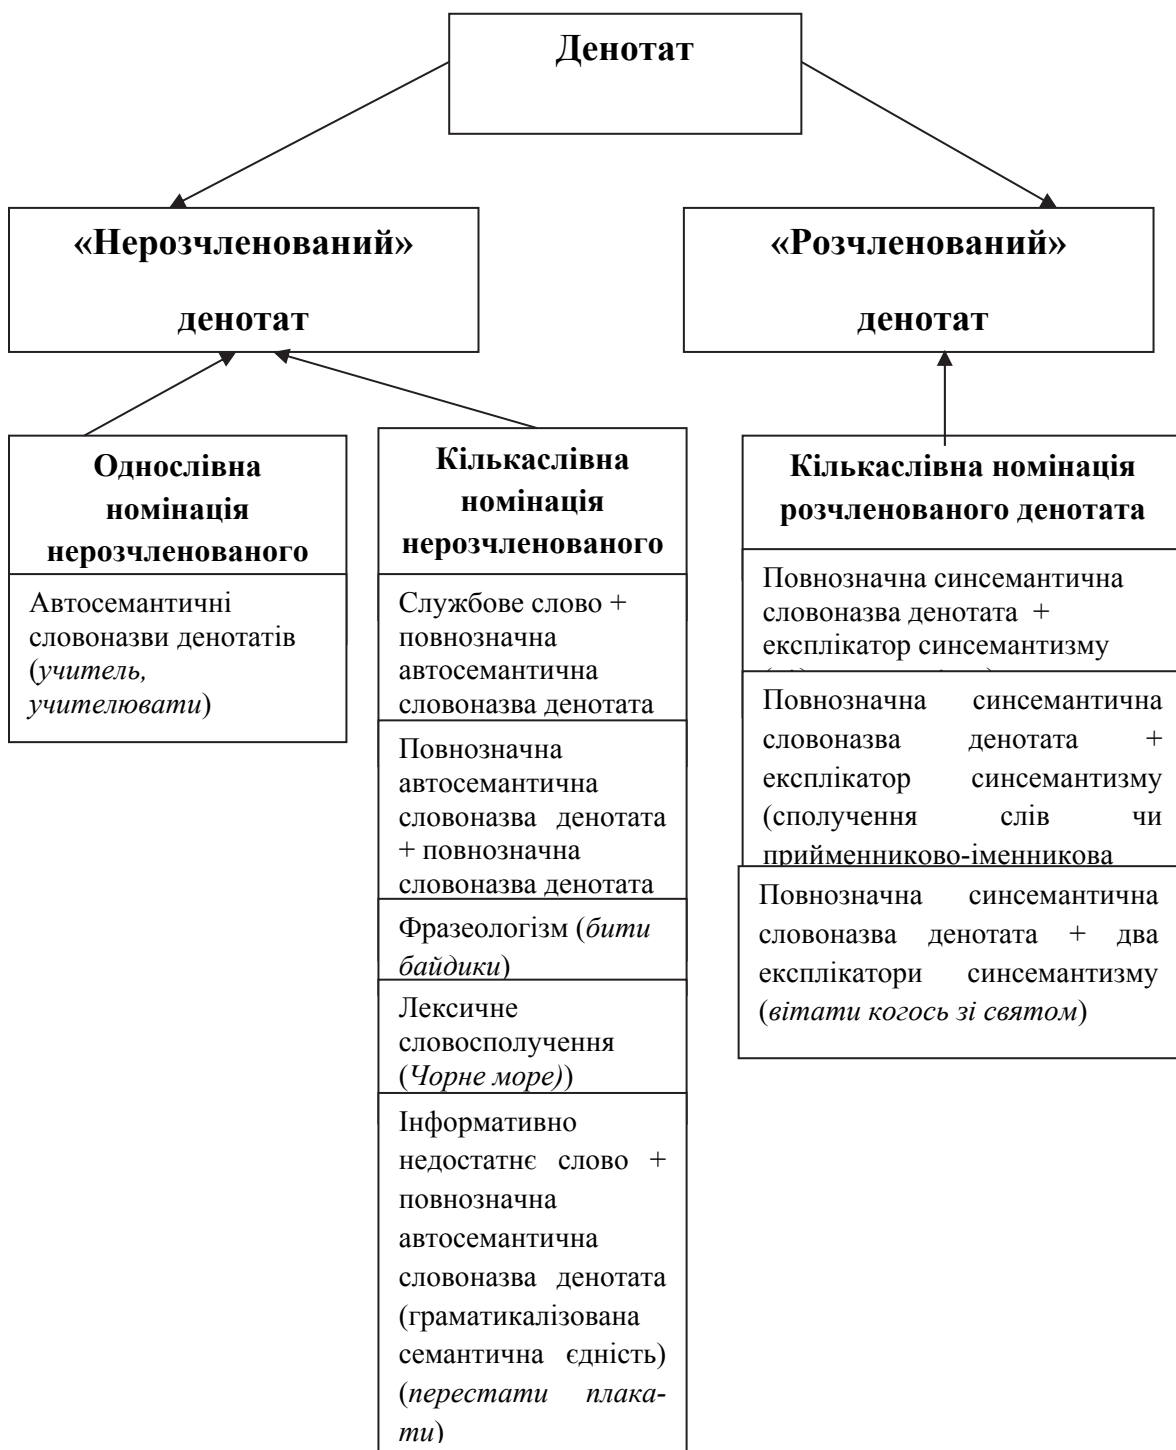 Денотат
«Нерозчленований»
денотат
«Розчленований»
денотат
Однослівна
номінація
нерозчленованого
Автосемантичні
словоназви денотатів
(учитель,
учителювати)
Кількаслівна
номінація
нерозчленованого
Службове слово +
повнозначна
автосемантична
словоназва денотата
Повнозначна
автосемантична
словоназва денотата
+ повнозначна
словоназва денотата
Фразеологізм (бити
байдики)
Лексичне
словосполучення
(Чорне море))
Інформативно
недостатнє слово +
повнозначна
автосемантична
словоназва денотата
(граматикалізована
семантична єдність)
(перестати плака-
ти)
Кількаслівна номінація
розчленованого денотата
Повнозначна синсемантична
словоназва денотата +
експлікатор синсемантизму
Повнозначна синсемантична
словоназва денотата +
експлікатор синсемантизму
(сполучення слів чи
прийменниково-іменникова
Повнозначна синсемантична
словоназва денотата + два
експлікатори синсемантизму
(вітати когось зі святом)